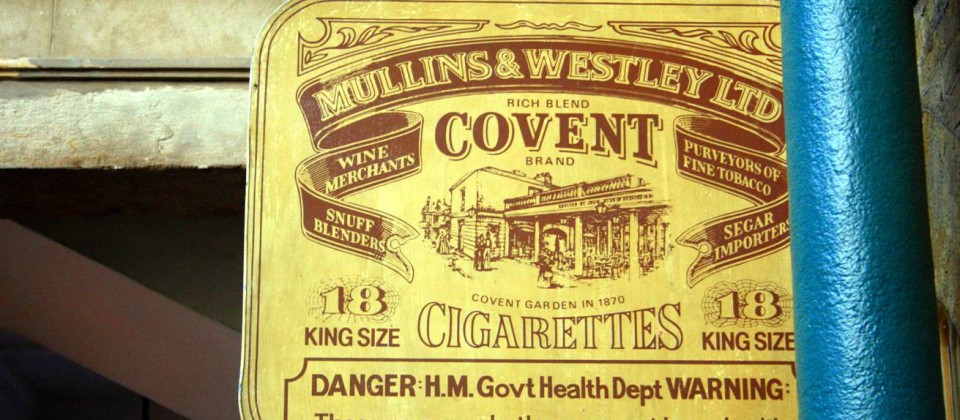 MULLINS & WESTLEY LTD
RICH BLEND
COVENT
BRAND
WINE
MERCHANTS
SNUFF
BLENDERS
PURVEYORS OF
FINE TOBACCO
SEGAR
IMPORTERS
COVENT GARDEN IN 1870
18
KING SIZE
CIGARETTES
18
KING SIZE
DANGER: H.M. Govt Health Dept WARNING: